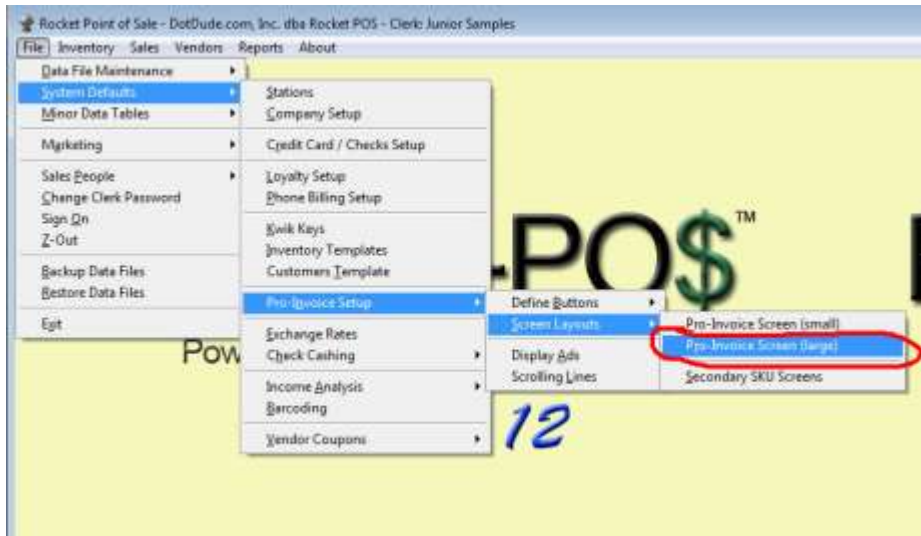 Rocket Point of Sale - DotDude.com, Inc. dba Rocket POS - Clerk: Junior Samples
File Inventory Sales Vendors Reports About
Data File Maintenance
System Defaults
Minor Data Tables
Marketing
Sales People
Change Clerk Password
Sign On
Z-Out
Backup Data Files
Restore Data Files
Exit
Stations
Company Setup
Credit Card / Checks Setup
Loyalty Setup
Phone Billing Setup
Kwik Keys
Inventory Templates
Customers Template
Pro-Invoice Setup
Exchange Rates
Check Cashing
Income Analysis
Barcoding
Vendor Coupons
Define Buttons
Screen Layouts
Display Ads
Scrolling Lines
Pro-Invoice Screen (small)
Pro-Invoice Screen (large)
Secondary SKU Screens
-PO$™
Pow
12